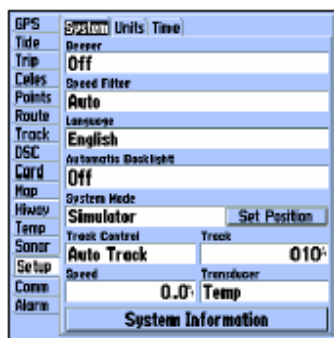 GPS
Tide
Trip
Celes
Points
Route
Track
DSC
Card
Map
Hiway
Temp
Sonar
Setup
Comm
Alarm
System Units Time
Beeper
Off
Speed Filter
Auto
Language
English
Automatic Backlight
Off
System Mode
Simulator Set Position
Track Control Track
Auto Track 010
Speed Transducer
0.0 Temp
System Information